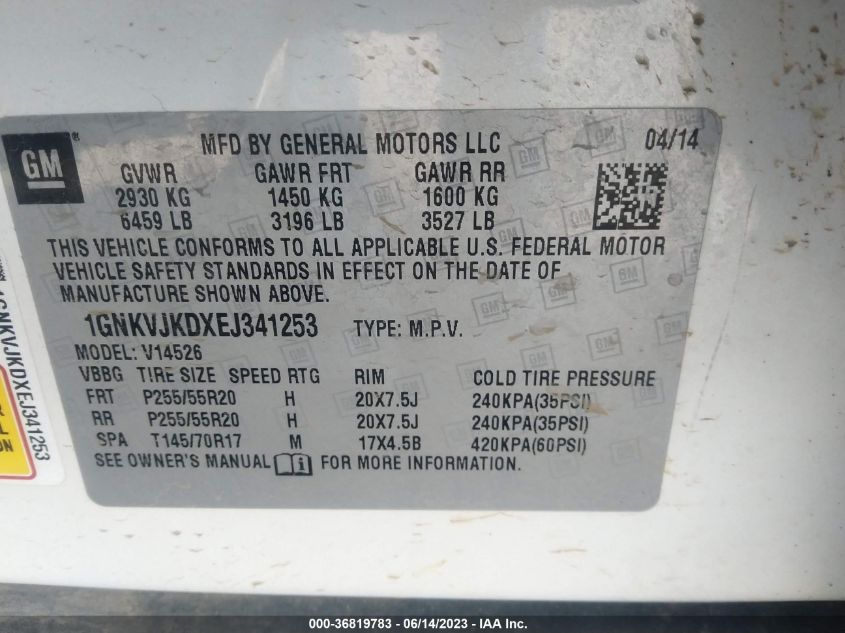 GM
MFD BY GENERAL MOTORS LLC 04/14
GVWR GAWR FRT GAWR RR
2930 KG 1450 KG 1600 KG
6459 LB 3196 LB 3527 LB
THIS VEHICLE CONFORMS TO ALL APPLICABLE U.S. FEDERAL MOTOR
VEHICLE SAFETY STANDARDS IN EFFECT ON THE DATE OF
MANUFACTURE SHOWN ABOVE.
1GNKVJKDXEJ341253 TYPE: M.P.V.
MODEL: V14526
VBBG TIRE SIZE SPEED RTG RIM COLD TIRE PRESSURE
FRT P255/55R20 H 20X7.5J 240KPA(35PSI)
RR P255/55R20 H 20X7.5J 240KPA(35PSI)
SPA T145/70R17 M 17X4.5B 420KPA(60PSI)
SEE OWNER'S MANUAL FOR MORE INFORMATION.
1GNKVJKDXEJ341253
000-36819783 - 06/14/2023 - IAA Inc.